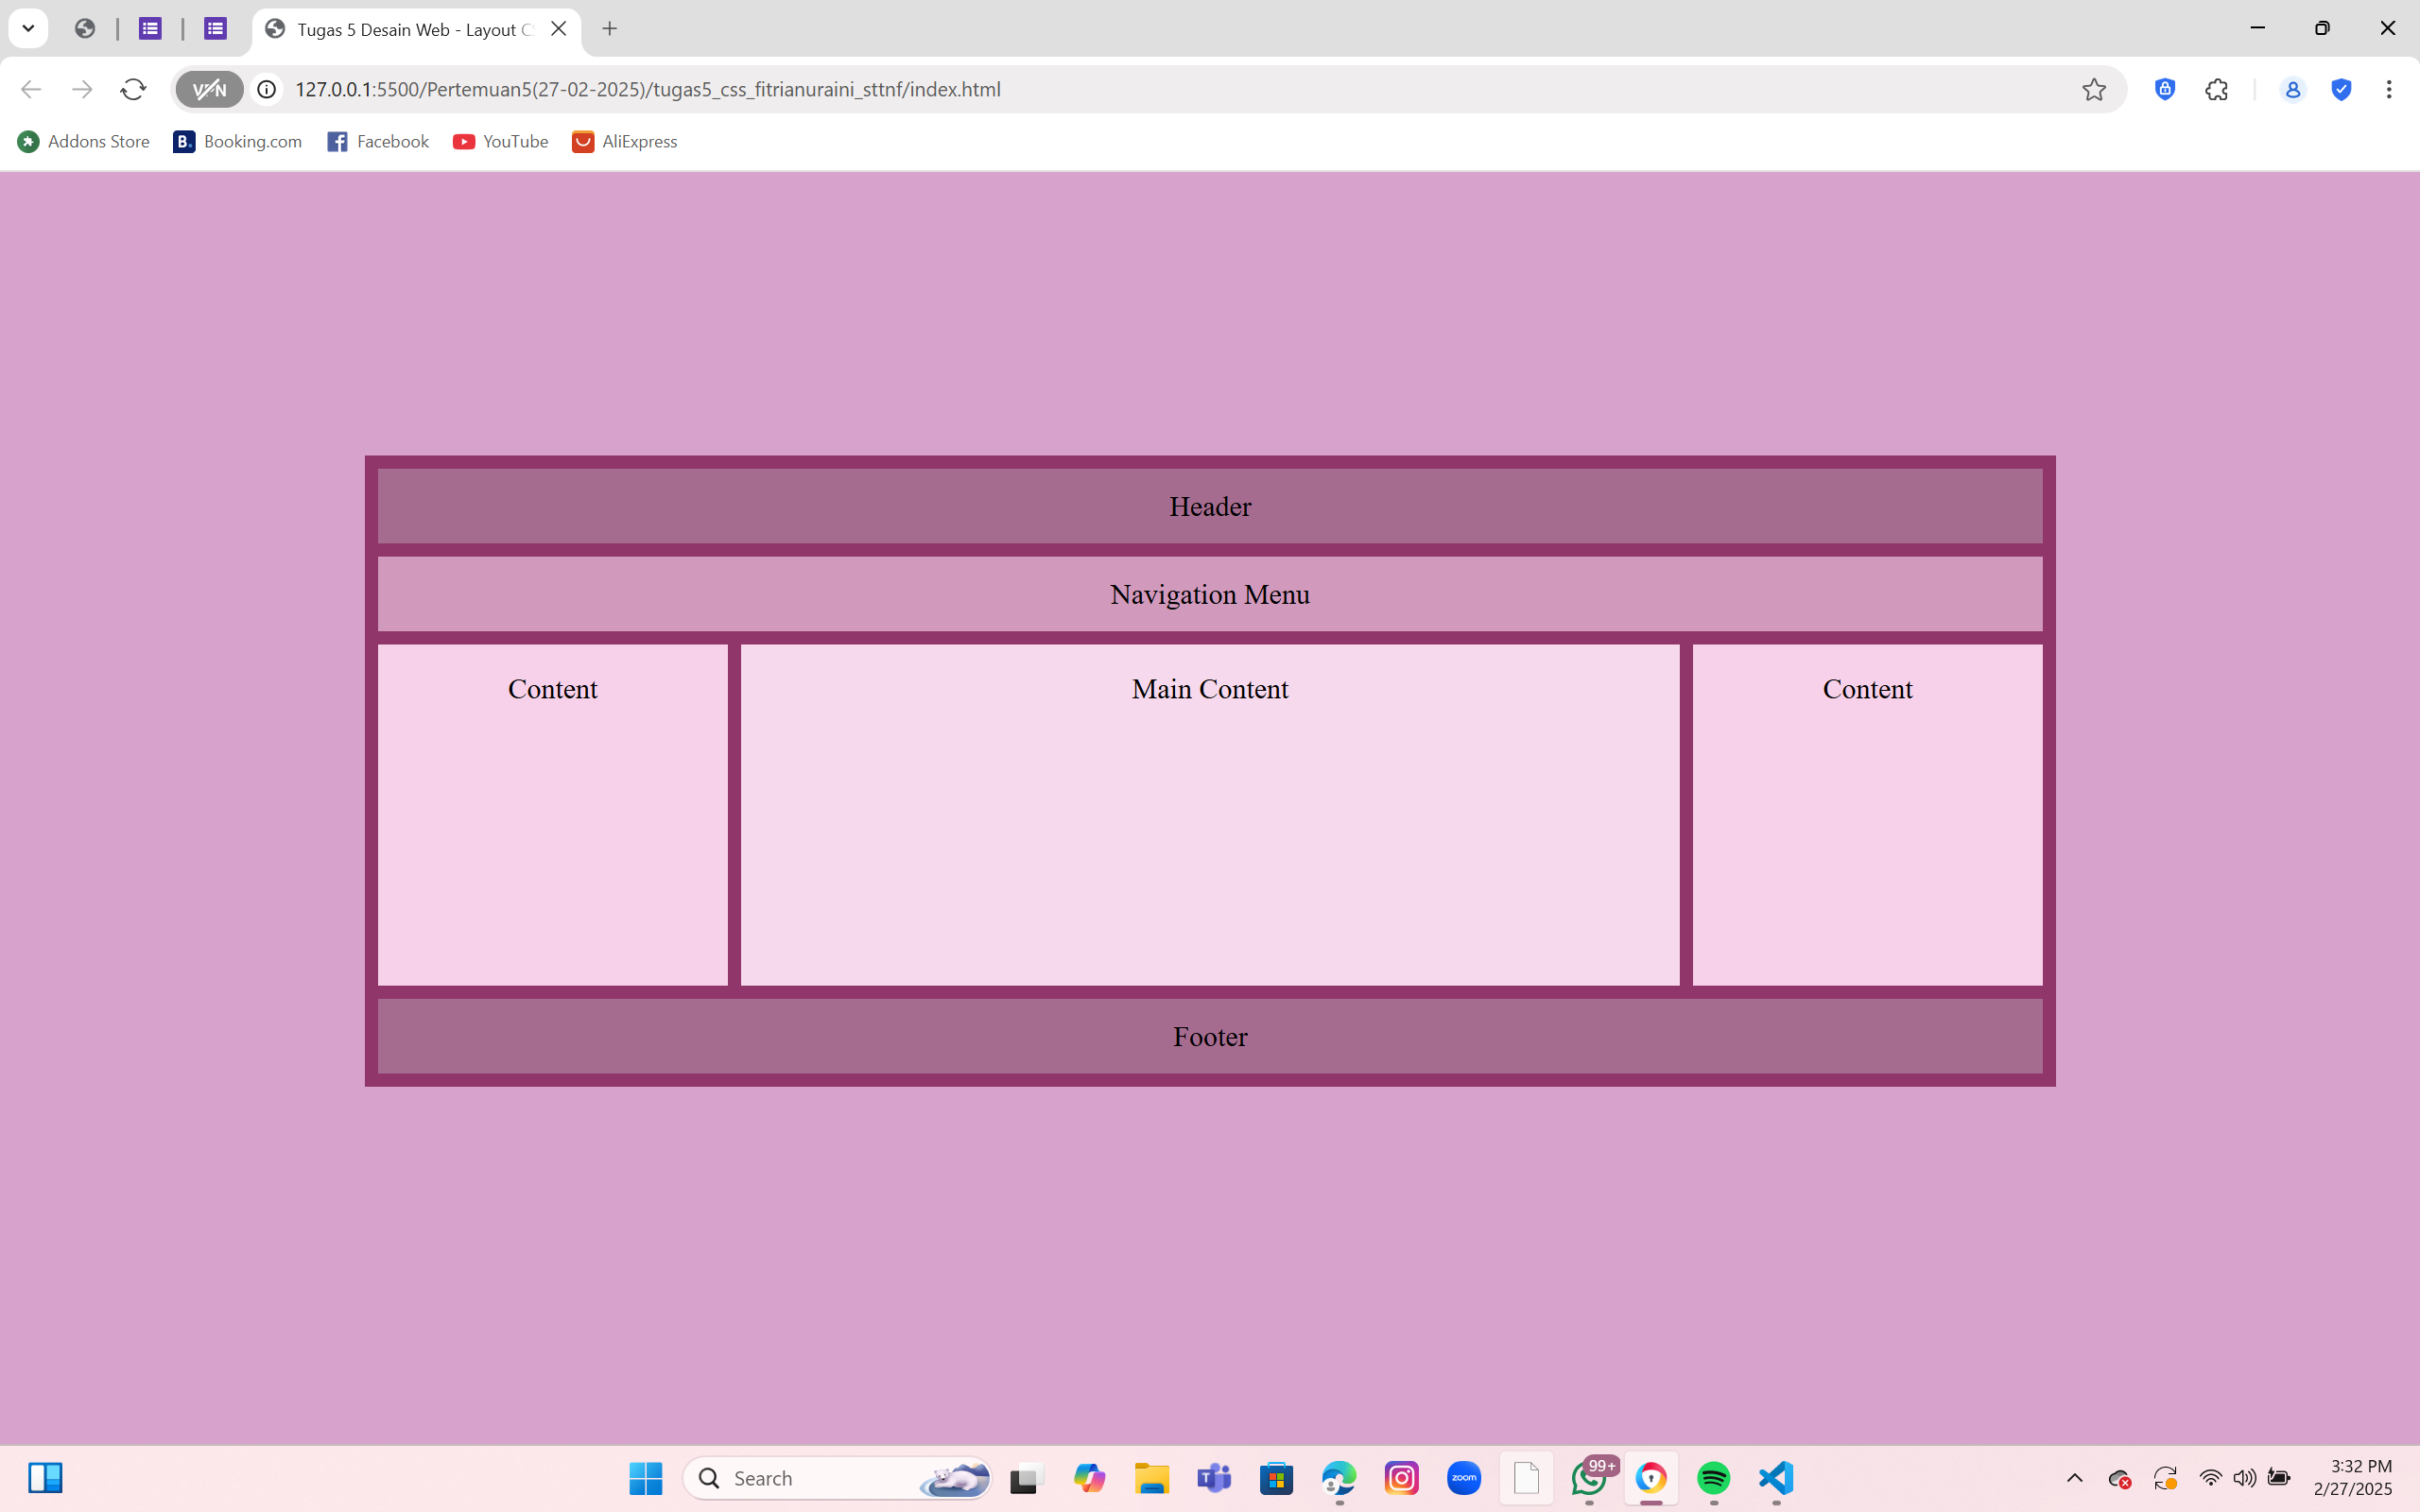 Tugas 5 Desain Web - Layout C
VPN
127.0.0.1:5500/Pertemuan5(27-02-2025)/tugas5_css_fitrianuraini_sttnf/index.html
Addons Store
B. Booking.com
Facebook
YouTube
AliExpress
Header
Navigation Menu
Content
Main Content
Content
Footer
Search
T
zoom
99+
3:32 PM
2/27/2025